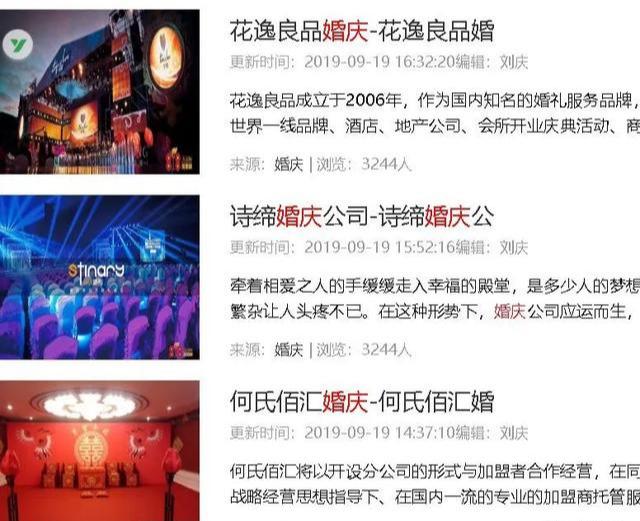 花逸良品婚庆-花逸良品婚
更新时间：2019-09-19 16:32:20编辑：刘庆
花逸良品成立于2006年，作为国内知名的婚礼服务品牌，
世界一线品牌、酒店、地产公司、会所开业庆典活动、商
来源：婚庆 | 浏览：3244人
诗缔婚庆公司-诗缔婚庆公
更新时间：2019-09-19 15:52:16编辑：刘庆
stinary
牵着相爱之人的手缓缓走入幸福的殿堂，是多少人的梦想
繁杂让人头疼不已。在这种形势下，婚庆公司应运而生，
来源：婚庆 | 浏览：3244人
何氏佰汇婚庆-何氏佰汇婚
更新时间：2019-09-19 14:37:10编辑：刘庆
何氏佰汇将以开设分公司的形式与加盟者合作经营，在同
战略经营思想指导下、在国内一流的专业的加盟商托管服